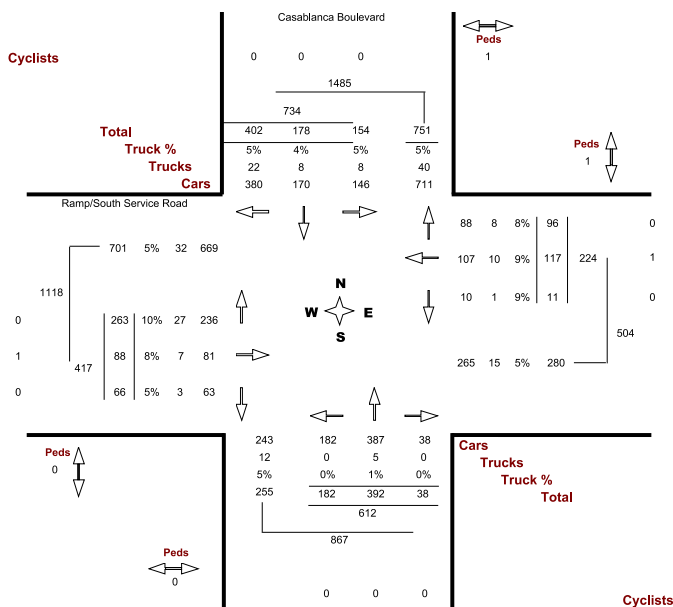 Casablanca Boulevard
Peds
1
Cyclists
0 0 0
1485
734
Total 402 178 154 751
Truck % 5% 4% 5% 5%
Trucks 22 8 8 40
Cars 380 170 146 711
Peds
1
Ramp/South Service Road
88 8 8% 96 0
701 5% 32 669
107 10 9% 117 224 1
1118
N
10 1 9% 11 0
W E
0 263 10% 27 236
S
504
1 88 8% 7 81
417
265 15 5% 280
0 66 5% 3 63
243 182 387 38 Cars
12 0 5 0 Trucks
5% 0% 1% 0% Truck %
255 182 392 38 Total
612
867
Peds
0
Peds
0
0 0 0
Cyclists